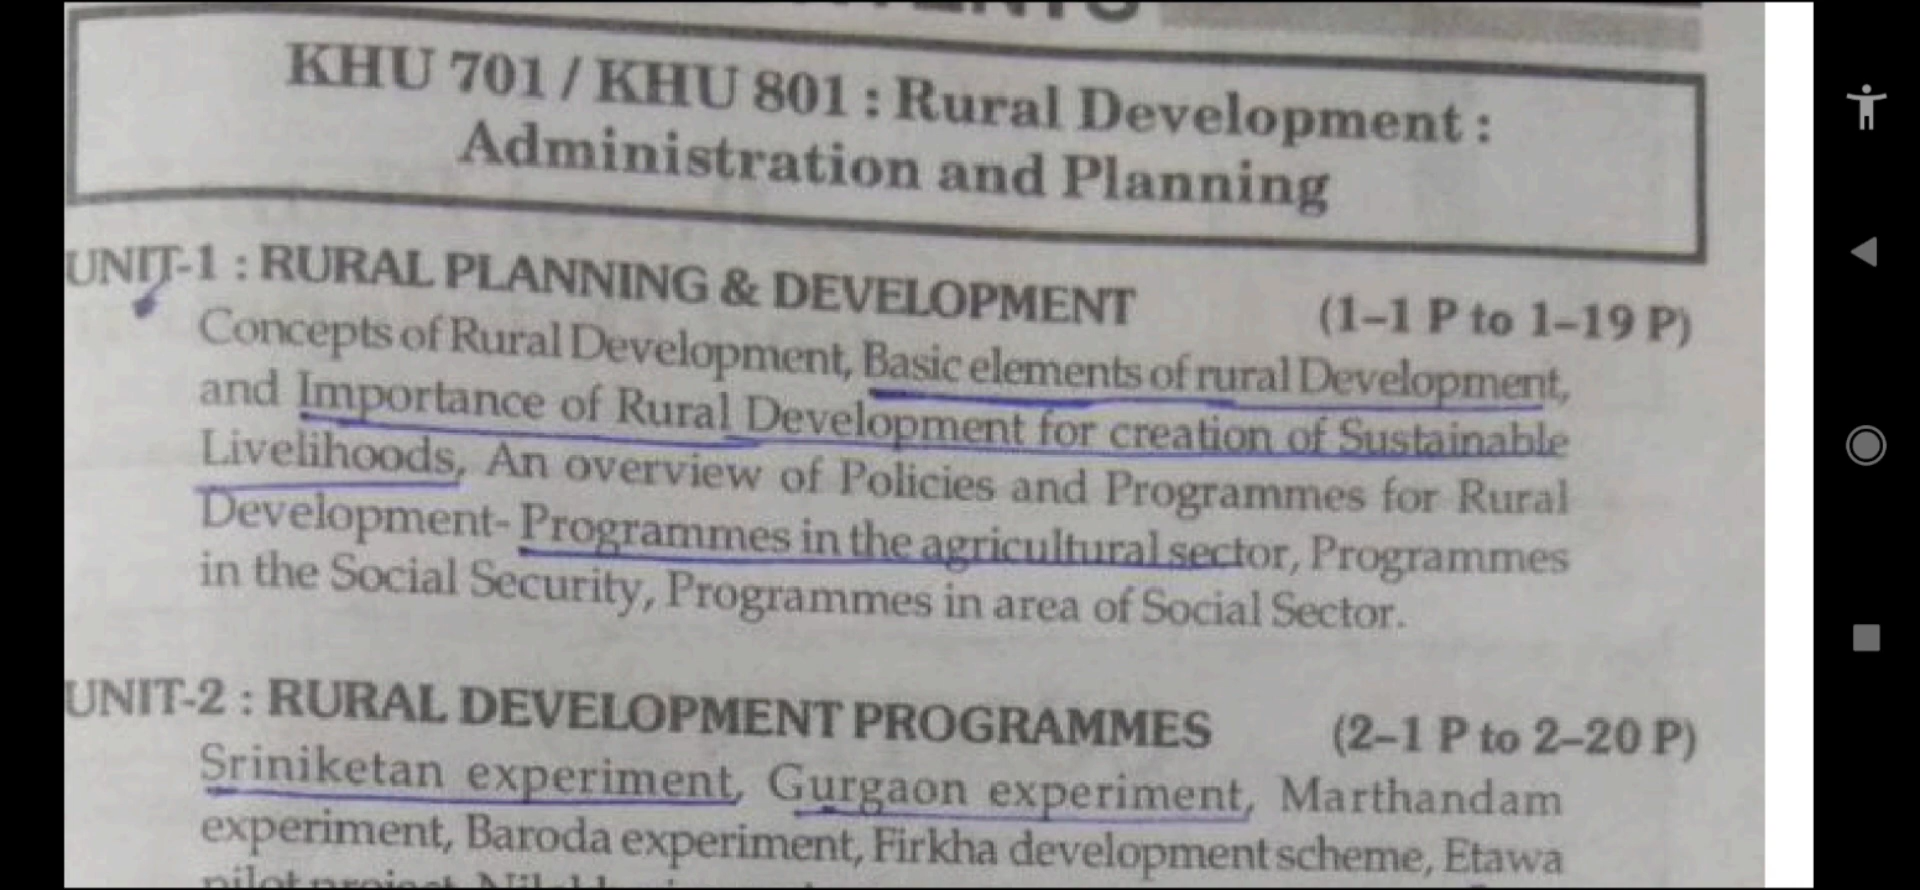 KHU 701 / KHU 801 : Rural Development :
Administration and Planning
UNIT-1 : RURAL PLANNING & DEVELOPMENT (1–1 P to 1–19 P)
Concepts of Rural Development, Basic elements of rural Development,
and Importance of Rural Development for creation of Sustainable
Livelihoods, An overview of Policies and Programmes for Rural
Development- Programmes in the agricultural sector, Programmes
in the Social Security, Programmes in area of Social Sector.
UNIT-2 : RURAL DEVELOPMENT PROGRAMMES (2–1 P to 2–20 P)
Sriniketan experiment, Gurgaon experiment, Marthandam
experiment, Baroda experiment, Firkha development scheme, Etawa
pilot project,